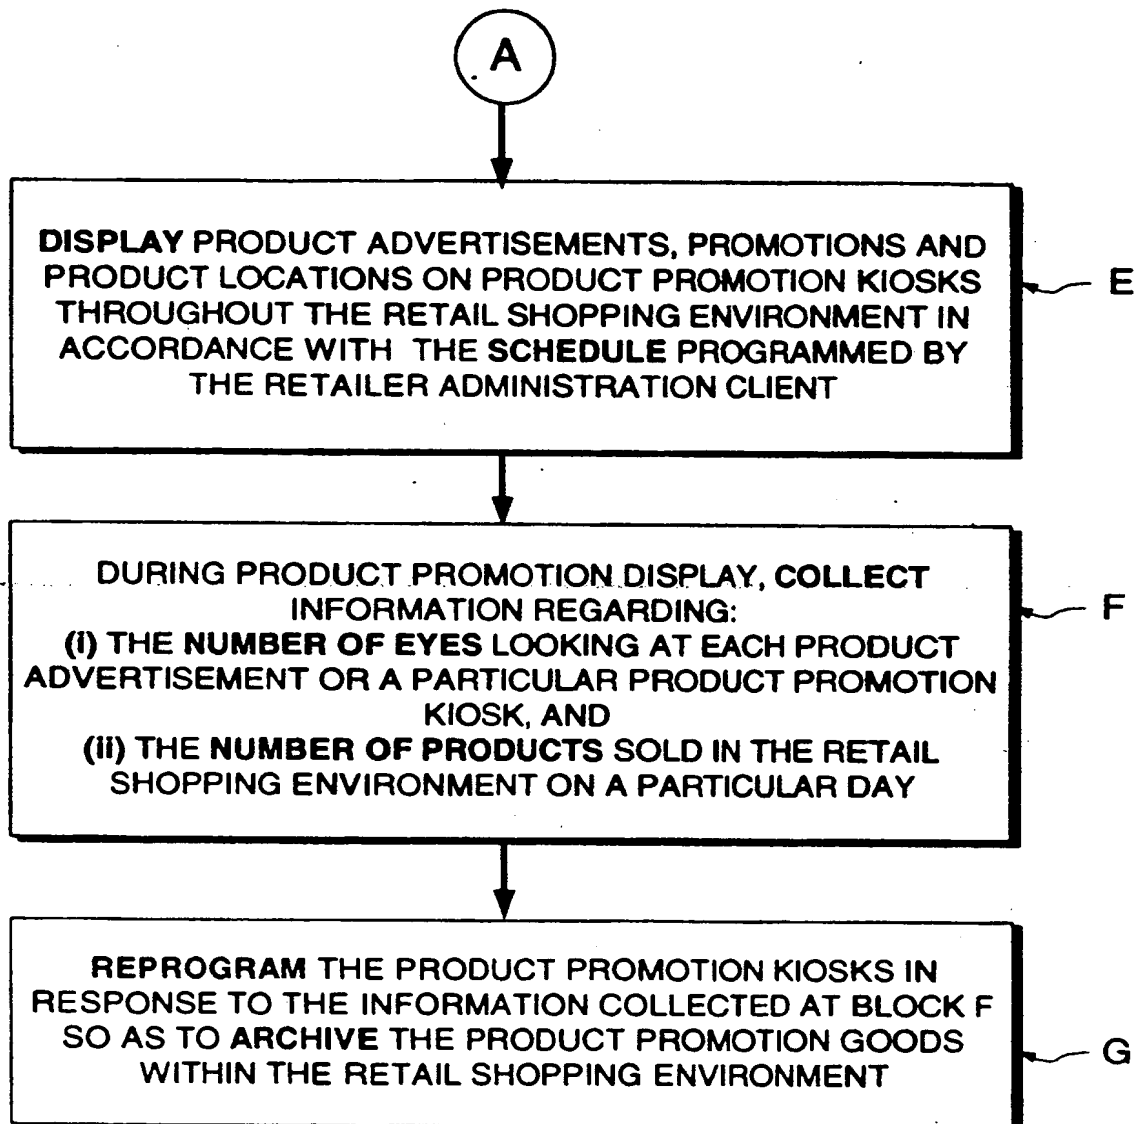 A
DISPLAY PRODUCT ADVERTISEMENTS, PROMOTIONS AND
PRODUCT LOCATIONS ON PRODUCT PROMOTION KIOSKS
THROUGHOUT THE RETAIL SHOPPING ENVIRONMENT IN
ACCORDANCE WITH THE SCHEDULE PROGRAMMED BY
THE RETAILER ADMINISTRATION CLIENT
E
DURING PRODUCT PROMOTION DISPLAY, COLLECT
INFORMATION REGARDING:
(i) THE NUMBER OF EYES LOOKING AT EACH PRODUCT
ADVERTISEMENT OR A PARTICULAR PRODUCT PROMOTION
KIOSK, AND
(ii) THE NUMBER OF PRODUCTS SOLD IN THE RETAIL
SHOPPING ENVIRONMENT ON A PARTICULAR DAY
F
REPROGRAM THE PRODUCT PROMOTION KIOSKS IN
RESPONSE TO THE INFORMATION COLLECTED AT BLOCK F
SO AS TO ARCHIVE THE PRODUCT PROMOTION GOODS
WITHIN THE RETAIL SHOPPING ENVIRONMENT
G